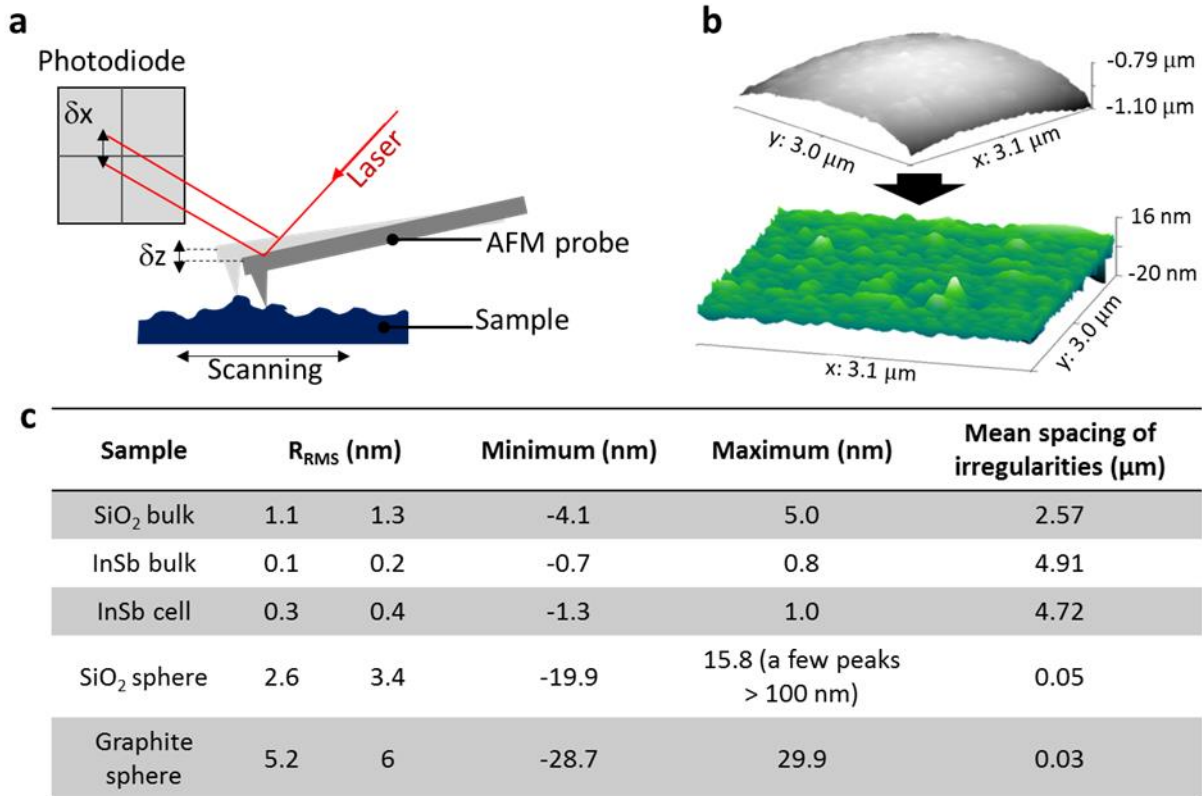 a
Photodiode
δx
Laser
δz
AFM probe
Sample
Scanning
b
-0.79 μm
-1.10 μm
y: 3.0 μm
x: 3.1 μm
16 nm
-20 nm
y: 3.0 μm
x: 3.1 μm
c
Sample R_RMS (nm) Minimum (nm) Maximum (nm) Mean spacing of
irregularities (μm)
SiO₂ bulk 1.1 1.3 -4.1 5.0 2.57
InSb bulk 0.1 0.2 -0.7 0.8 4.91
InSb cell 0.3 0.4 -1.3 1.0 4.72
SiO₂ sphere 2.6 3.4 -19.9 15.8 (a few peaks
> 100 nm) 0.05
Graphite
sphere 5.2 6 -28.7 29.9 0.03